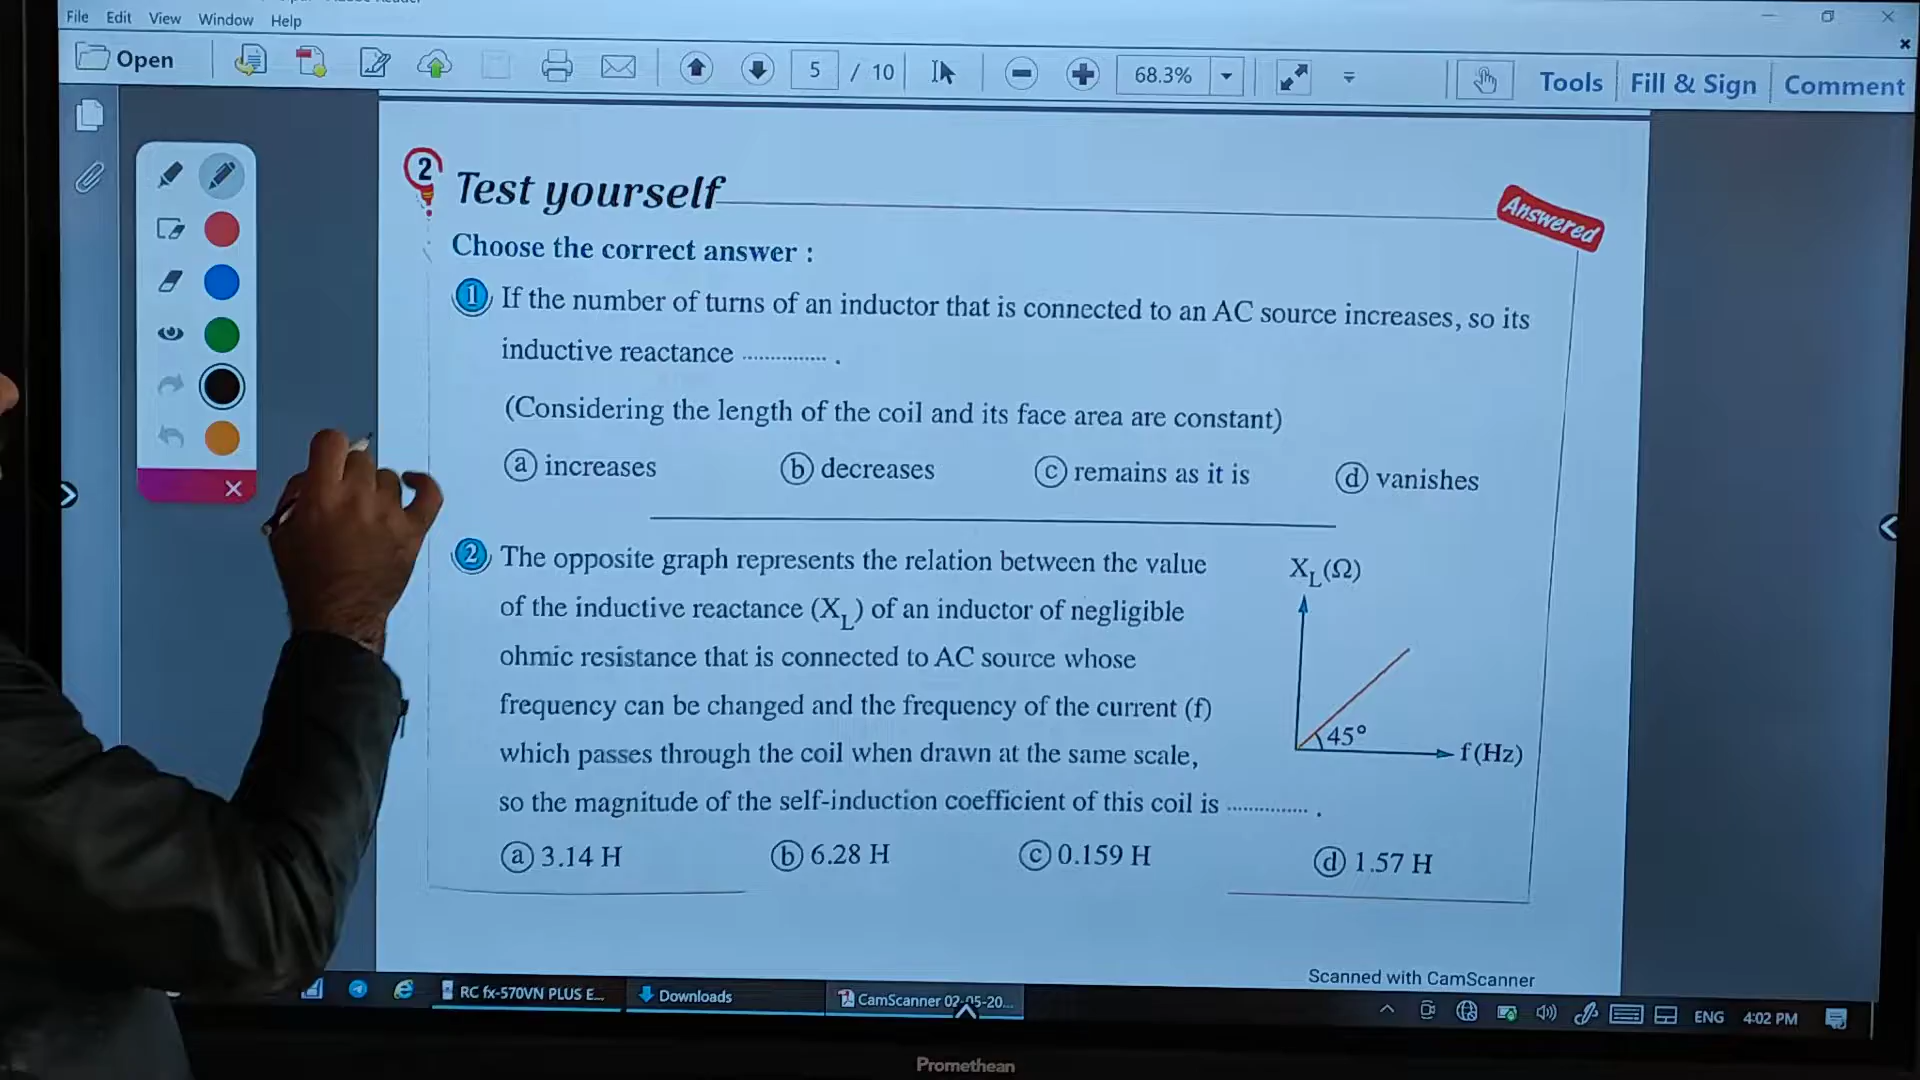 File Edit View Window Help
Open
5 / 10
68.3%
Tools
Fill & Sign
Comment
2
Test yourself
Answered
Choose the correct answer :
1 If the number of turns of an inductor that is connected to an AC source increases, so its
inductive reactance ............... .
(Considering the length of the coil and its face area are constant)
a increases
b decreases
c remains as it is
d vanishes
2 The opposite graph represents the relation between the value
of the inductive reactance (X_L) of an inductor of negligible
ohmic resistance that is connected to AC source whose
frequency can be changed and the frequency of the current (f)
which passes through the coil when drawn at the same scale,
so the magnitude of the self-induction coefficient of this coil is ............... .
X_L(Ω)
45°
f(Hz)
a 3.14 H
b 6.28 H
c 0.159 H
d 1.57 H
Scanned with CamScanner
RC fx-570VN PLUS E...
Downloads
CamScanner 02-05-20...
ENG
4:02 PM
Promethean